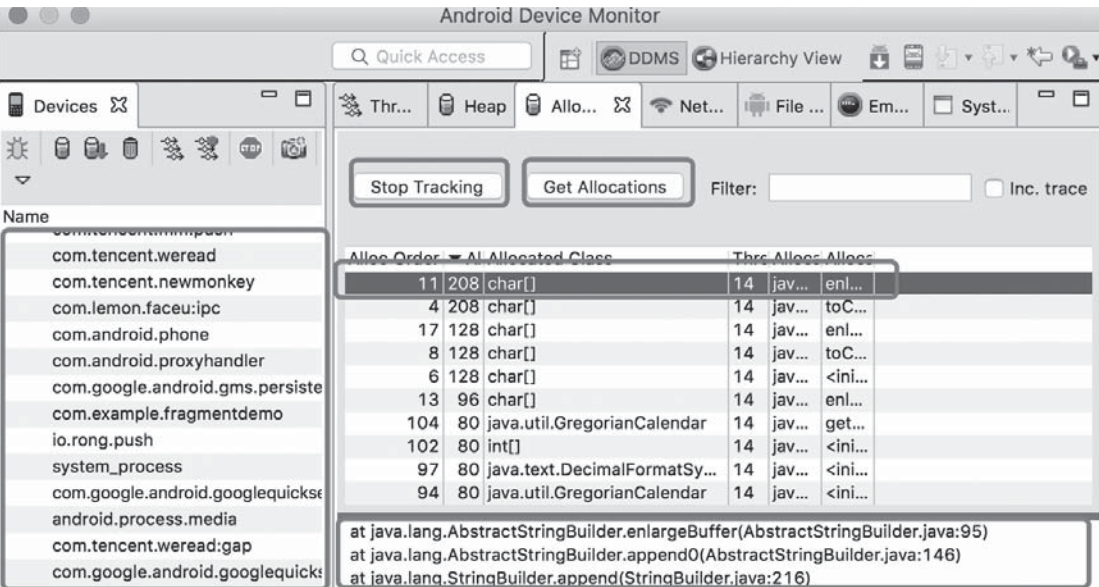 Android Device Monitor
Quick Access
DDMS
Hierarchy View
Devices
Thr...
Heap
Allo...
Net...
File ...
Em...
Syst...
Stop Tracking
Get Allocations
Filter:
Inc. trace
Name
com.tencent.mm:push
com.tencent.weread
com.tencent.newmonkey
com.lemon.faceu:ipc
com.android.phone
com.android.proxyhandler
com.google.android.gms.persiste
com.example.fragmentdemo
io.rong.push
system_process
com.google.android.googlequickse
android.process.media
com.tencent.weread:gap
com.google.android.googlequicks
Alloc Order Al Allocated Class Thre Alloca Alloca
11 208 char[] 14 jav... enl...
4 208 char[] 14 jav... toC...
17 128 char[] 14 jav... enl...
8 128 char[] 14 jav... toC...
6 128 char[] 14 jav... <ini...
13 96 char[] 14 jav... enl...
104 80 java.util.GregorianCalendar 14 jav... get...
102 80 int[] 14 jav... <ini...
97 80 java.text.DecimalFormatSy... 14 jav... <ini...
94 80 java.util.GregorianCalendar 14 jav... <ini...
at java.lang.AbstractStringBuilder.enlargeBuffer(AbstractStringBuilder.java:95)
at java.lang.AbstractStringBuilder.append0(AbstractStringBuilder.java:146)
at java.lang.StringBuilder.append(StringBuilder.java:216)